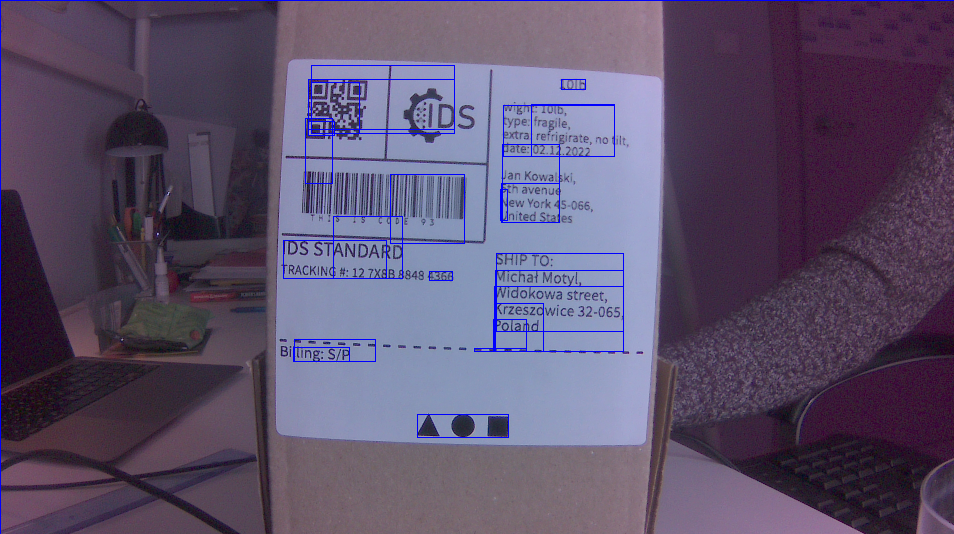 IDS
10lb
wight: 10lb,
type: fragile,
extra: refrigirate, no tilt,
date: 02.12.2022
Jan Kowalski,
5th avenue
New York 45-066,
United States
THIS IS CODE 93
IDS STANDARD
TRACKING #: 12 7X8B 8848 4366
SHIP TO:
Michał Motyl,
Widokowa street,
Krzeszowice 32-065,
Poland
Billing: S/P